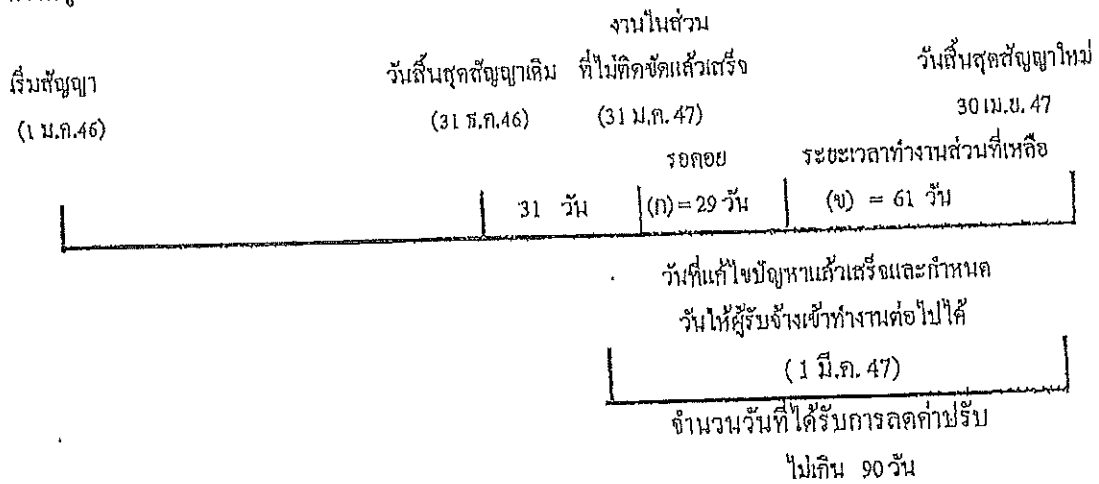 งานในส่วน
เริ่มสัญญา วันสิ้นสุดสัญญาเดิม ที่ไม่ติดขัดแล้วเสร็จ วันสิ้นสุดสัญญาใหม่
(1 ม.ค.46) (31 ธ.ค.46) (31 ม.ค. 47) 30 เม.ย. 47
รอคอย ระยะเวลาทำงานส่วนที่เหลือ
31 วัน (ก) = 29 วัน (ข) = 61 วัน
วันที่แก้ไขปัญหาแล้วเสร็จและกำหนด
วันให้ผู้รับจ้างเข้าทำงานต่อไปได้
(1 มี.ค. 47)
จำนวนวันที่ได้รับการลดค่าปรับ
ไม่เกิน 90 วัน